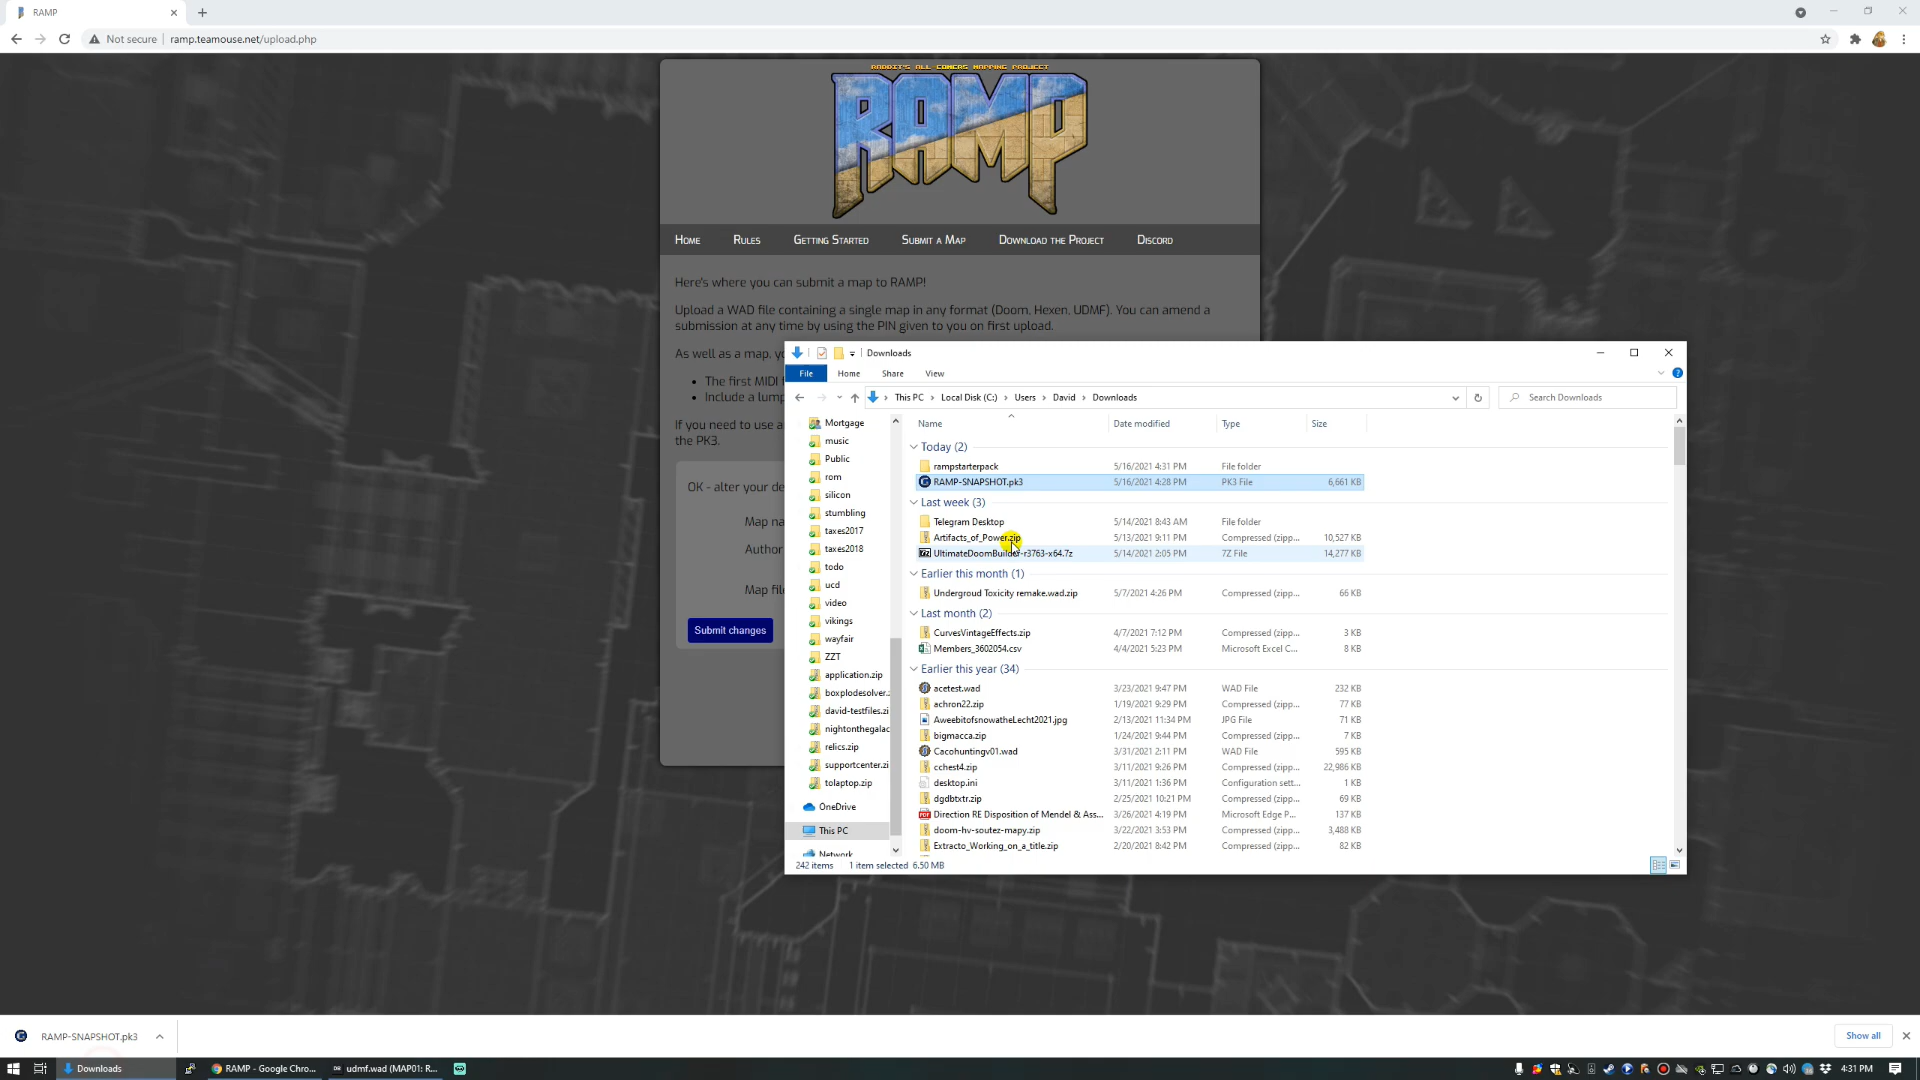 RAMP
Not secure | ramp.teamouse.net/upload.php
RABBIT'S ALL COMERS MAPPING PROJECT
RAMP
Home Rules Getting Started Submit a Map Download the Project Discord
Here's where you can submit a map to RAMP!
Upload a WAD file containing a single map in any format (Doom, Hexen, UDMF). You can amend a
submission at any time by using the PIN given to you on first upload.
As well as a map, yo
• The first MIDI
• Include a lump
If you need to use a
the PK3.
OK - alter your de
Map na
Author
Map file
Submit changes
Downloads
File Home Share View
This PC > Local Disk (C:) > Users > David > Downloads
Search Downloads
Mortgage
music
Public
rom
silicon
stumbling
taxes2017
taxes2018
todo
ucd
video
vikings
wayfair
ZZT
application.zip
boxplodesolver.z
david-testfiles.zi
nightonthegalac
relics.zip
supportcenter.zi
tolaptop.zip
OneDrive
This PC
Network
Name Date modified Type Size
Today (2)
rampstarterpack 5/16/2021 4:31 PM File folder
RAMP-SNAPSHOT.pk3 5/16/2021 4:28 PM PK3 File 6,661 KB
Last week (3)
Telegram Desktop 5/14/2021 8:43 AM File folder
Artifacts_of_Power.zip 5/13/2021 9:11 PM Compressed (zipp... 10,527 KB
UltimateDoomBuilder-r3763-x64.7z 5/14/2021 2:05 PM 7Z File 14,277 KB
Earlier this month (1)
Undergroud Toxicity remake.wad.zip 5/7/2021 4:26 PM Compressed (zipp... 66 KB
Last month (2)
CurvesVintageEffects.zip 4/7/2021 7:12 PM Compressed (zipp... 3 KB
Members_3602054.csv 4/4/2021 5:23 PM Microsoft Excel C... 8 KB
Earlier this year (34)
acetest.wad 3/23/2021 9:47 PM WAD File 232 KB
achron22.zip 1/19/2021 9:29 PM Compressed (zipp... 77 KB
AweebitofsnowatheLecht2021.jpg 2/13/2021 11:34 PM JPG File 71 KB
bigmacca.zip 1/24/2021 9:44 PM Compressed (zipp... 7 KB
Cacohuntingv01.wad 3/31/2021 2:11 PM WAD File 595 KB
cchest4.zip 3/11/2021 9:26 PM Compressed (zipp... 22,986 KB
desktop.ini 3/11/2021 1:36 PM Configuration sett... 1 KB
dgdbtxtr.zip 2/25/2021 10:21 PM Compressed (zipp... 69 KB
Direction RE Disposition of Mendel & Ass... 3/26/2021 4:19 PM Microsoft Edge P... 137 KB
doom-hv-soutez-mapy.zip 3/22/2021 3:53 PM Compressed (zipp... 3,488 KB
Extracto_Working_on_a_title.zip 2/20/2021 8:42 PM Compressed (zipp... 82 KB
242 items 1 item selected 6.50 MB
RAMP-SNAPSHOT.pk3
Show all
Downloads
RAMP - Google Chro...
udmf.wad (MAP01: R...
4:31 PM